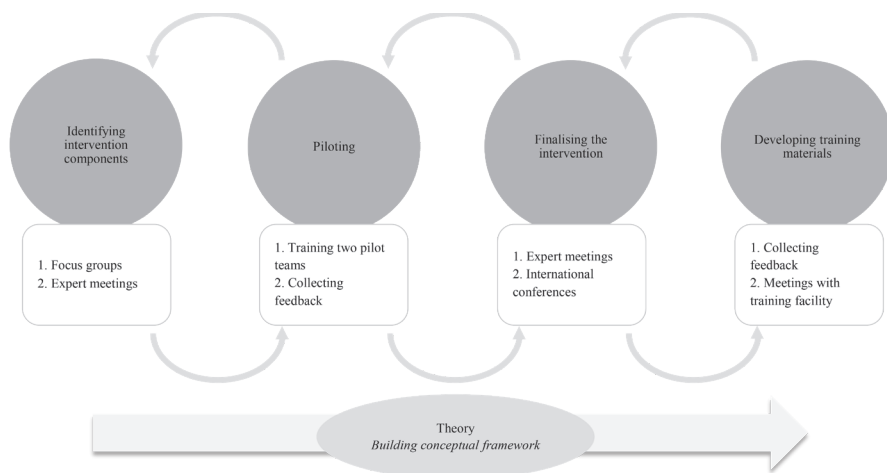 Identifying
intervention
components
Piloting
Finalising the
intervention
Developing training
materials
1. Focus groups
2. Expert meetings
1. Training two pilot
teams
2. Collecting
feedback
1. Expert meetings
2. International
conferences
1. Collecting
feedback
2. Meetings with
training facility
Theory
Building conceptual framework